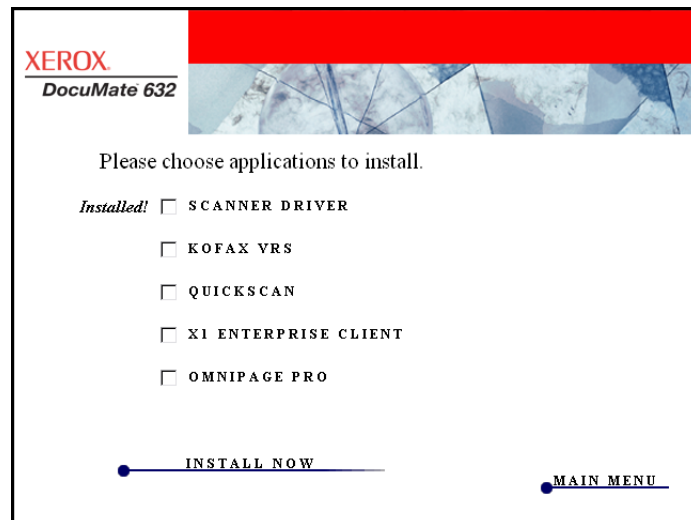 XEROX.
DocuMate 632
Please choose applications to install.
Installed! SCANNER DRIVER
KOFAX VRS
QUICKSCAN
X1 ENTERPRISE CLIENT
OMNIPAGE PRO
INSTALL NOW
MAIN MENU